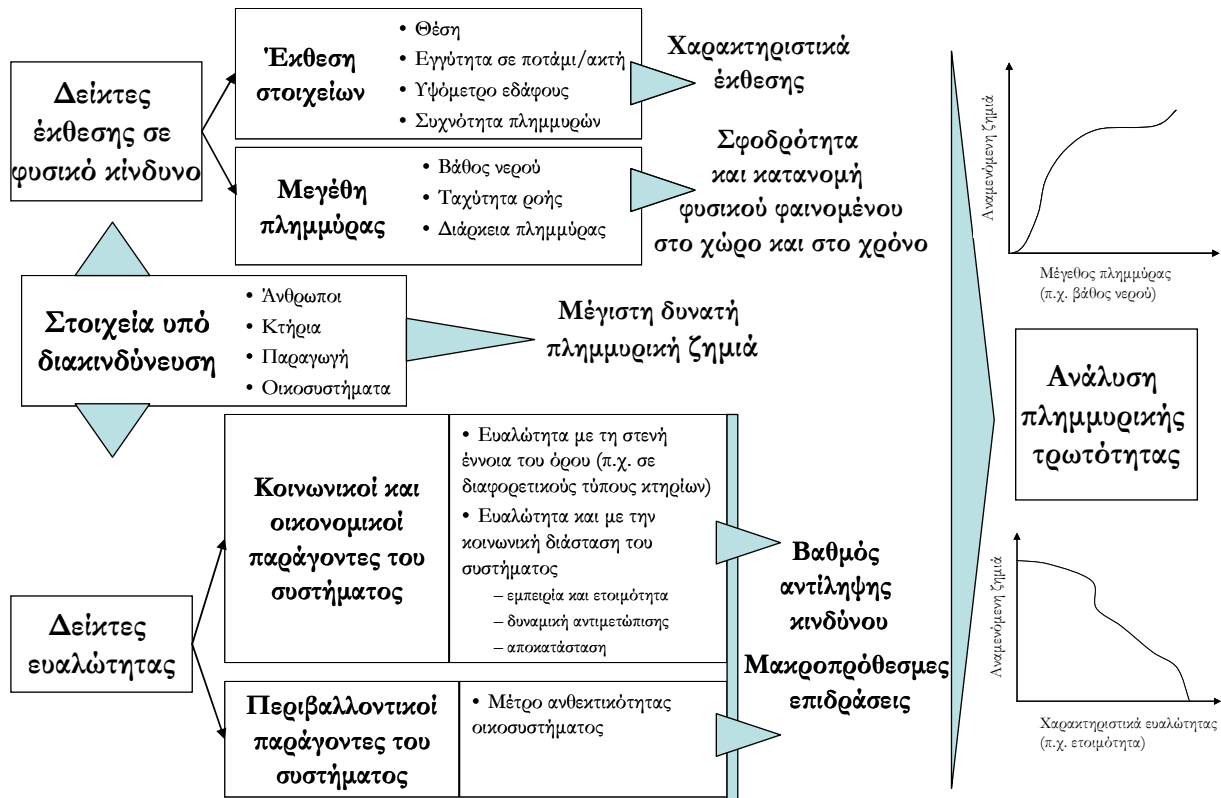 Δείκτες
έκθεσης σε
φυσικό κίνδυνο
Έκθεση
στοιχείων
• Θέση
• Εγγύτητα σε ποτάμι/ακτή
• Υψόμετρο εδάφους
• Συχνότητα πλημμυρών
Χαρακτηριστικά
έκθεσης
Μεγέθη
πλημμύρας
• Βάθος νερού
• Ταχύτητα ροής
• Διάρκεια πλημμύρας
Σφοδρότητα
και κατανομή
φυσικού φαινομένου
στο χώρο και στο χρόνο
Στοιχεία υπό
διακινδύνευση
• Άνθρωποι
• Κτήρια
• Παραγωγή
• Οικοσυστήματα
Μέγιστη δυνατή
πλημμυρική ζημιά
Δείκτες
ευαλώτητας
Κοινωνικοί και
οικονομικοί
παράγοντες του
συστήματος
• Ευαλώτητα με τη στενή
έννοια του όρου (π.χ. σε
διαφορετικούς τύπους κτηρίων)
• Ευαλώτητα και με την
κοινωνική διάσταση του
συστήματος
– εμπειρία και ετοιμότητα
– δυναμική αντιμετώπισης
– αποκατάσταση
Περιβαλλοντικοί
παράγοντες του
συστήματος
• Μέτρο ανθεκτικότητας
οικοσυστήματος
Βαθμός
αντίληψης
κινδύνου
Μακροπρόθεσμες
επιδράσεις
Αναμενόμενη ζημιά
Μέγεθος πλημμύρας
(π.χ. βάθος νερού)
Ανάλυση
πλημμυρικής
τρωτότητας
Αναμενόμενη ζημιά
Χαρακτηριστικά ευαλώτητας
(π.χ. ετοιμότητα)